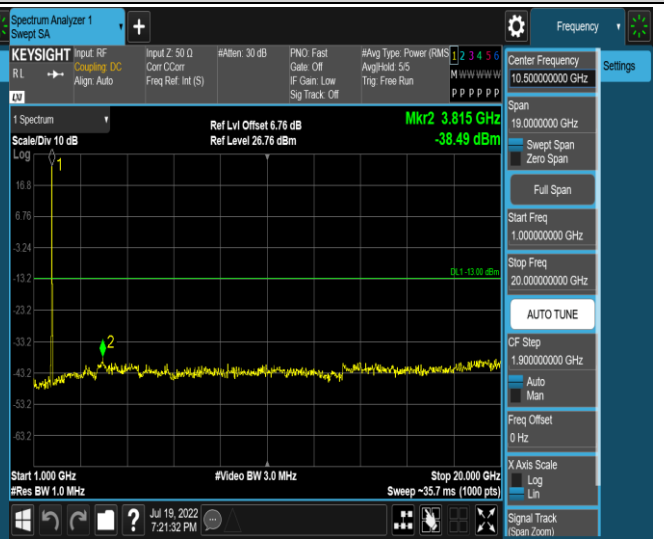 Spectrum Analyzer 1
Swept SA
+
Frequency
Settings
KEYSIGHT
R L
LXI
Input: RF
Coupling: DC
Align: Auto
Input Z: 50 Ω
Corr CCorr
Freq Ref: Int (S)
#Atten: 30 dB
PNO: Fast
Gate: Off
IF Gain: Low
Sig Track: Off
#Avg Type: Power (RMS
Avg|Hold: 5/5
Trig: Free Run
1 2 3 4 5 6
M W W W W W
P P P P P P
1 Spectrum
Scale/Div 10 dB
Log
Ref Lvl Offset 6.76 dB
Ref Level 26.76 dBm
Mkr2 3.815 GHz
-38.49 dBm
1
16.8
6.76
-3.24
-13.2
DL1 -13.00 dBm
-23.2
-33.2
2
-43.2
-53.2
-63.2
Start 1.000 GHz
#Res BW 1.0 MHz
#Video BW 3.0 MHz
Stop 20.000 GHz
Sweep ~35.7 ms (1000 pts)
Center Frequency
10.500000000 GHz
Span
19.0000000 GHz
Swept Span
Zero Span
Full Span
Start Freq
1.000000000 GHz
Stop Freq
20.000000000 GHz
AUTO TUNE
CF Step
1.900000000 GHz
Auto
Man
Freq Offset
0 Hz
X Axis Scale
Log
Lin
Signal Track
(Span Zoom)
?
Jul 19, 2022
7:21:32 PM